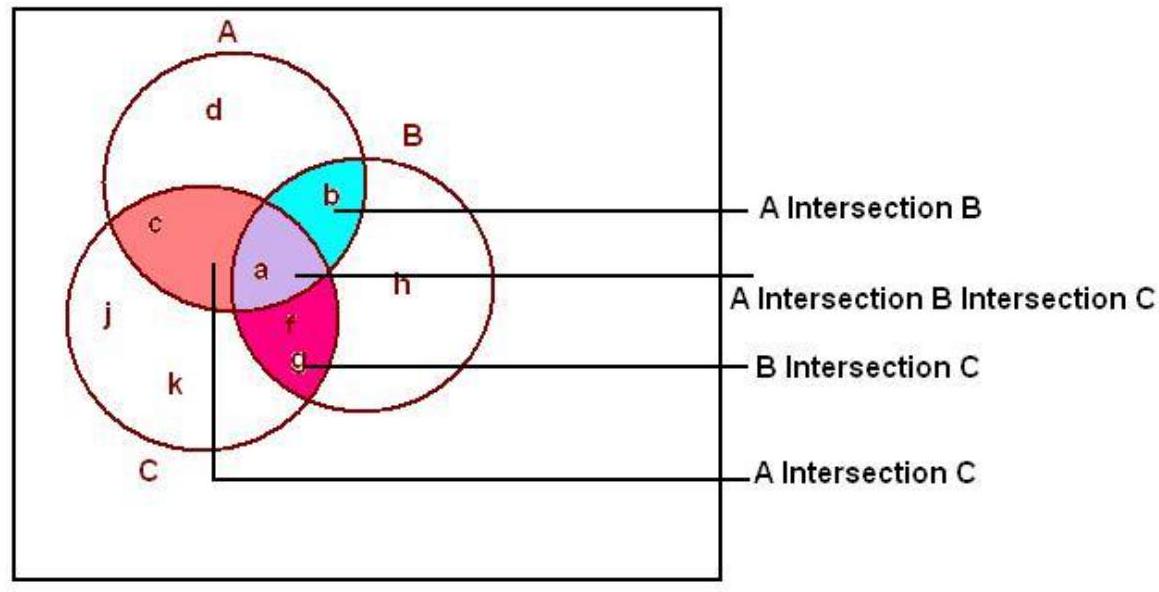 A
d
B
b
c
A Intersection B
a
h
A Intersection B Intersection C
j
f
g
B Intersection C
k
C
A Intersection C